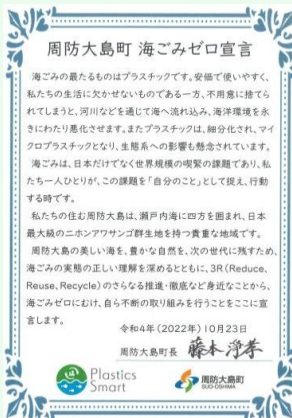 周防大島町 海ごみゼロ宣言
海ごみの最たるものはプラスチックです。安価で使いやすく、
私たちの生活に欠かせないものである一方、不用意に捨てら
れてしまうと、河川などを通じて海へ流れ込み、海洋環境を永
きにわたり悪化させます。またプラスチックは、細分化され、マイ
クロプラスチックとなり、生態系への影響も懸念されています。
海ごみは、日本だけでなく世界規模の喫緊の課題であり、私
たち一人ひとりが、この課題を「自分のこと」として捉え、行動
する時です。
私たちの住む周防大島は、瀬戸内海に四方を囲まれ、日本
最大級のニホンアワサンゴ群生地を持つ貴重な地域です。
周防大島の美しい海を、豊かな自然を、次の世代に残すため、
海ごみの実態の正しい理解を深めるとともに、3R(Reduce、
Reuse、Recycle)のさらなる推進・徹底など身近なことから、
海ごみゼロにむけ、自ら不断の取り組みを行うことをここに宣
言します。
令和4年(2022年)10月23日
周防大島町長 藤本淨孝
Plastics
Smart
周防大島町
SUO-OSHIMA